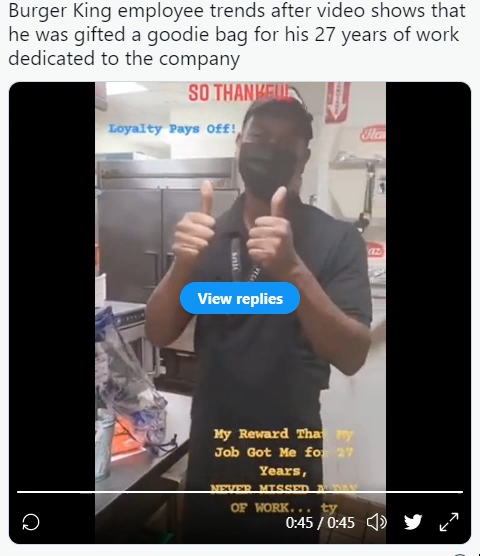 Burger King employee trends after video shows that
he was gifted a goodie bag for his 27 years of work
dedicated to the company
SO THANKFUL
Loyalty Pays Off!
View replies
My Reward That My
Job Got Me for 27
Years,
NEVER MISSED A DAY
OF WORK... ty
0:45 / 0:45